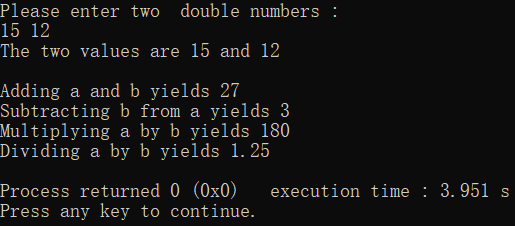 Please enter two  double numbers :
15 12
The two values are 15 and 12
Adding a and b yields 27
Subtracting b from a yields 3
Multiplying a by b yields 180
Dividing a by b yields 1.25
Process returned 0 (0x0)   execution time : 3.951 s
Press any key to continue.